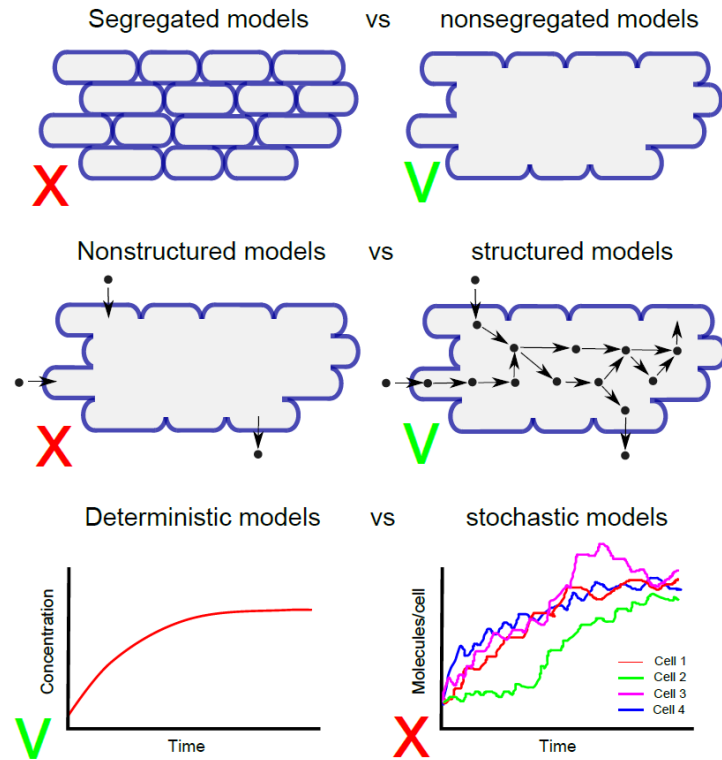 Segregated models vs nonsegregated models
X V
Nonstructured models vs structured models
X V
Deterministic models vs stochastic models
Concentration
Time
V
Molecules/cell
Cell 1
Cell 2
Cell 3
Cell 4
Time
X